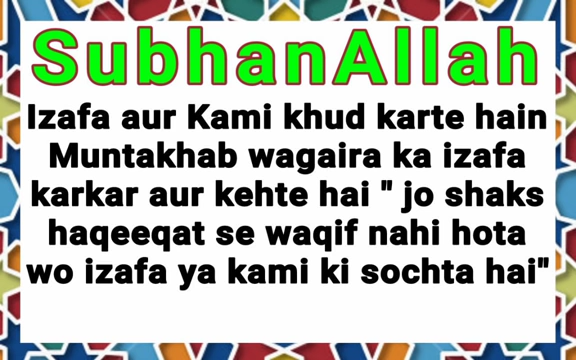 SubhanAllah
Izafa aur Kami khud karte hain
Muntakhab wagaira ka izafa
karkar aur kehte hai " jo shaks
haqeeqat se waqif nahi hota
wo izafa ya kami ki sochta hai"